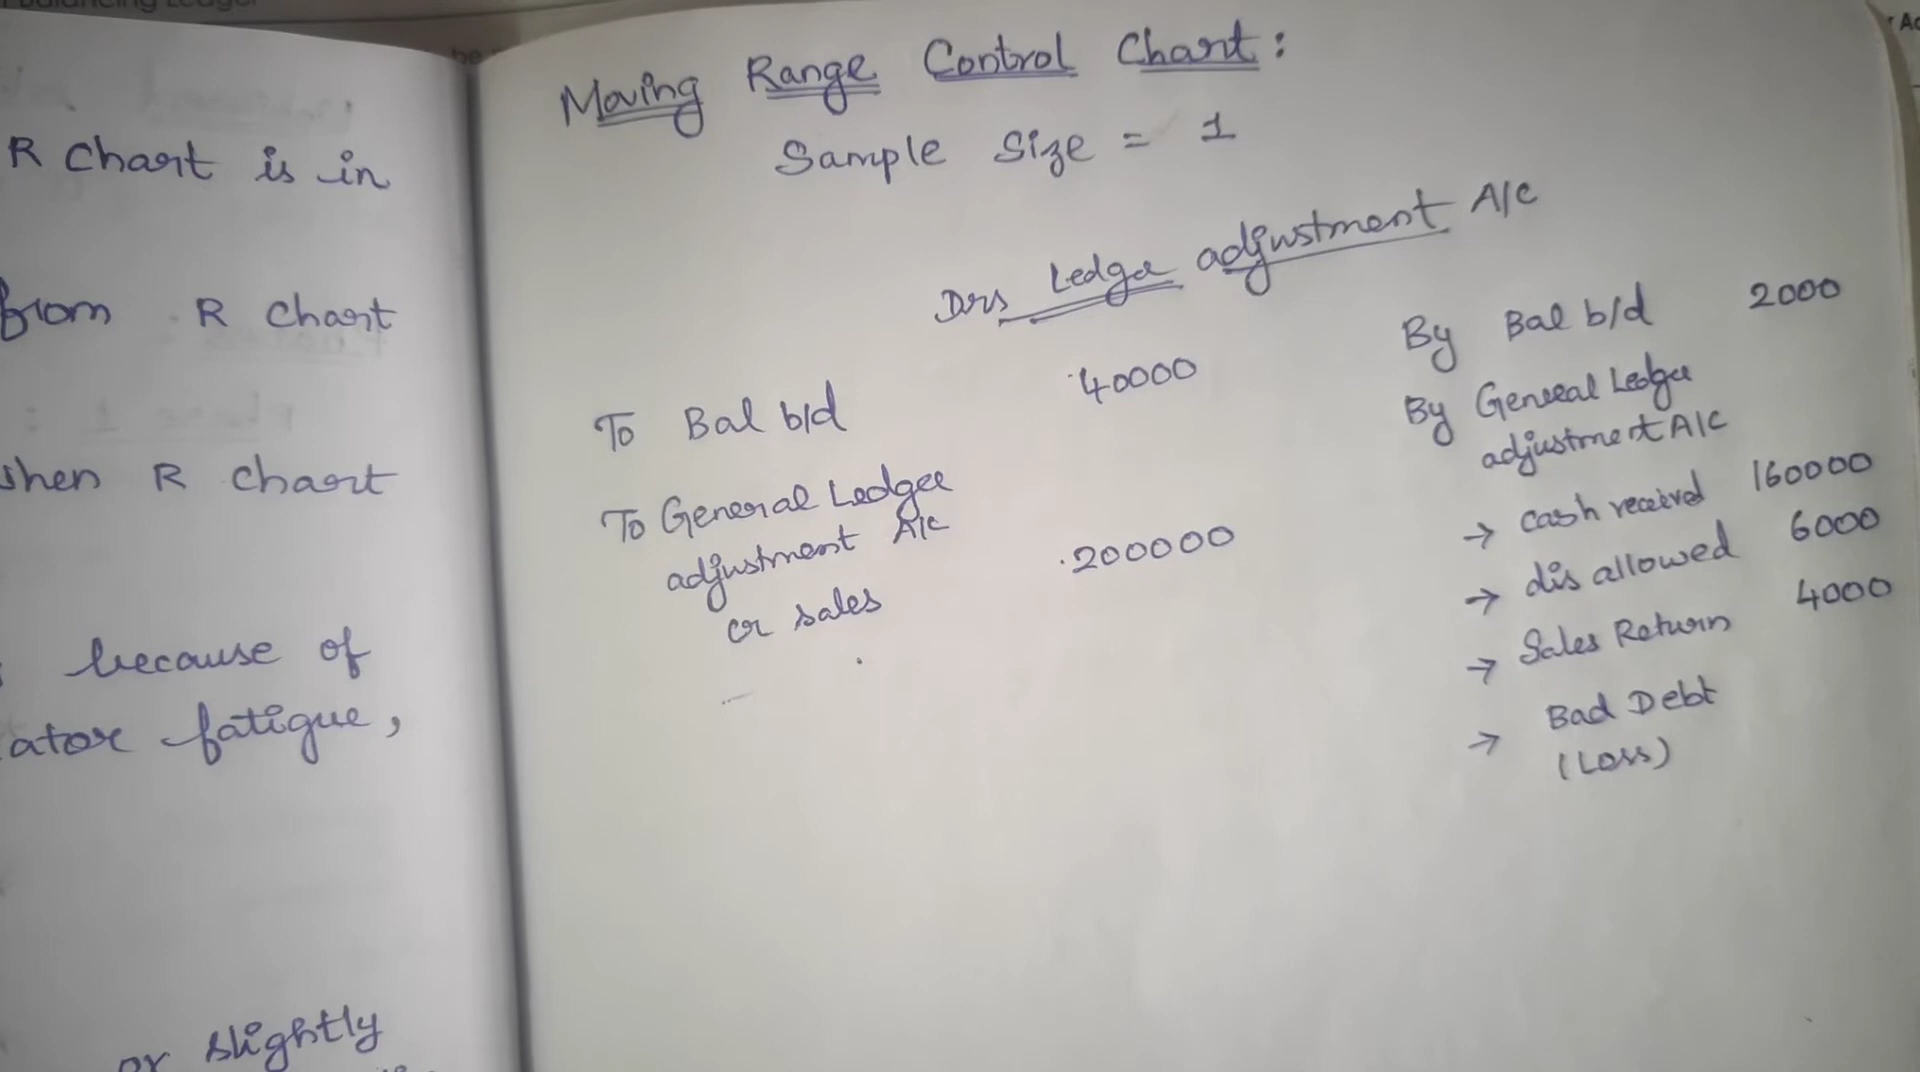 R Chart is in
from R Chart
when R Chart
because of
ator fatigue,
or slightly
Moving Range Control Chart:
Sample Size = 1
Drs Ledger adjustment A/C
To Bal b/d 40000
To General Ledger
adjustment A/C
cr sales 200000
By Bal b/d 2000
By General Ledger
adjustment A/C
→ cash received 160000
→ dis allowed 6000
→ Sales Return 4000
→ Bad Debt
(Loss)